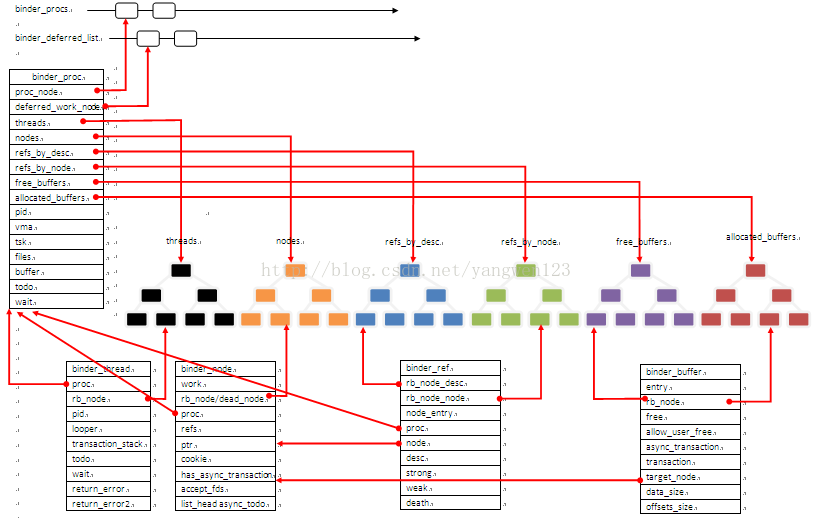 binder_procs
binder_deferred_list
binder_proc
proc_node
deferred_work_node
threads
nodes
refs_by_desc
refs_by_node
free_buffers
allocated_buffers
pid
vma
tsk
files
buffer
todo
wait
threads
nodes
refs_by_desc
refs_by_node
free_buffers
allocated_buffers
http://blog.csdn.net/yangwen123
binder_thread
proc
rb_node
pid
looper
transaction_stack
todo
wait
return_error
return_error2
binder_node
work
rb_node/dead_node
proc
refs
ptr
cookie
has_async_transaction
accept_fds
list_head async_todo
binder_ref
rb_node_desc
rb_node_node
node_entry
proc
node
desc
strong
weak
death
binder_buffer
entry
rb_node
free
allow_user_free
async_transaction
transaction
target_node
data_size
offsets_size